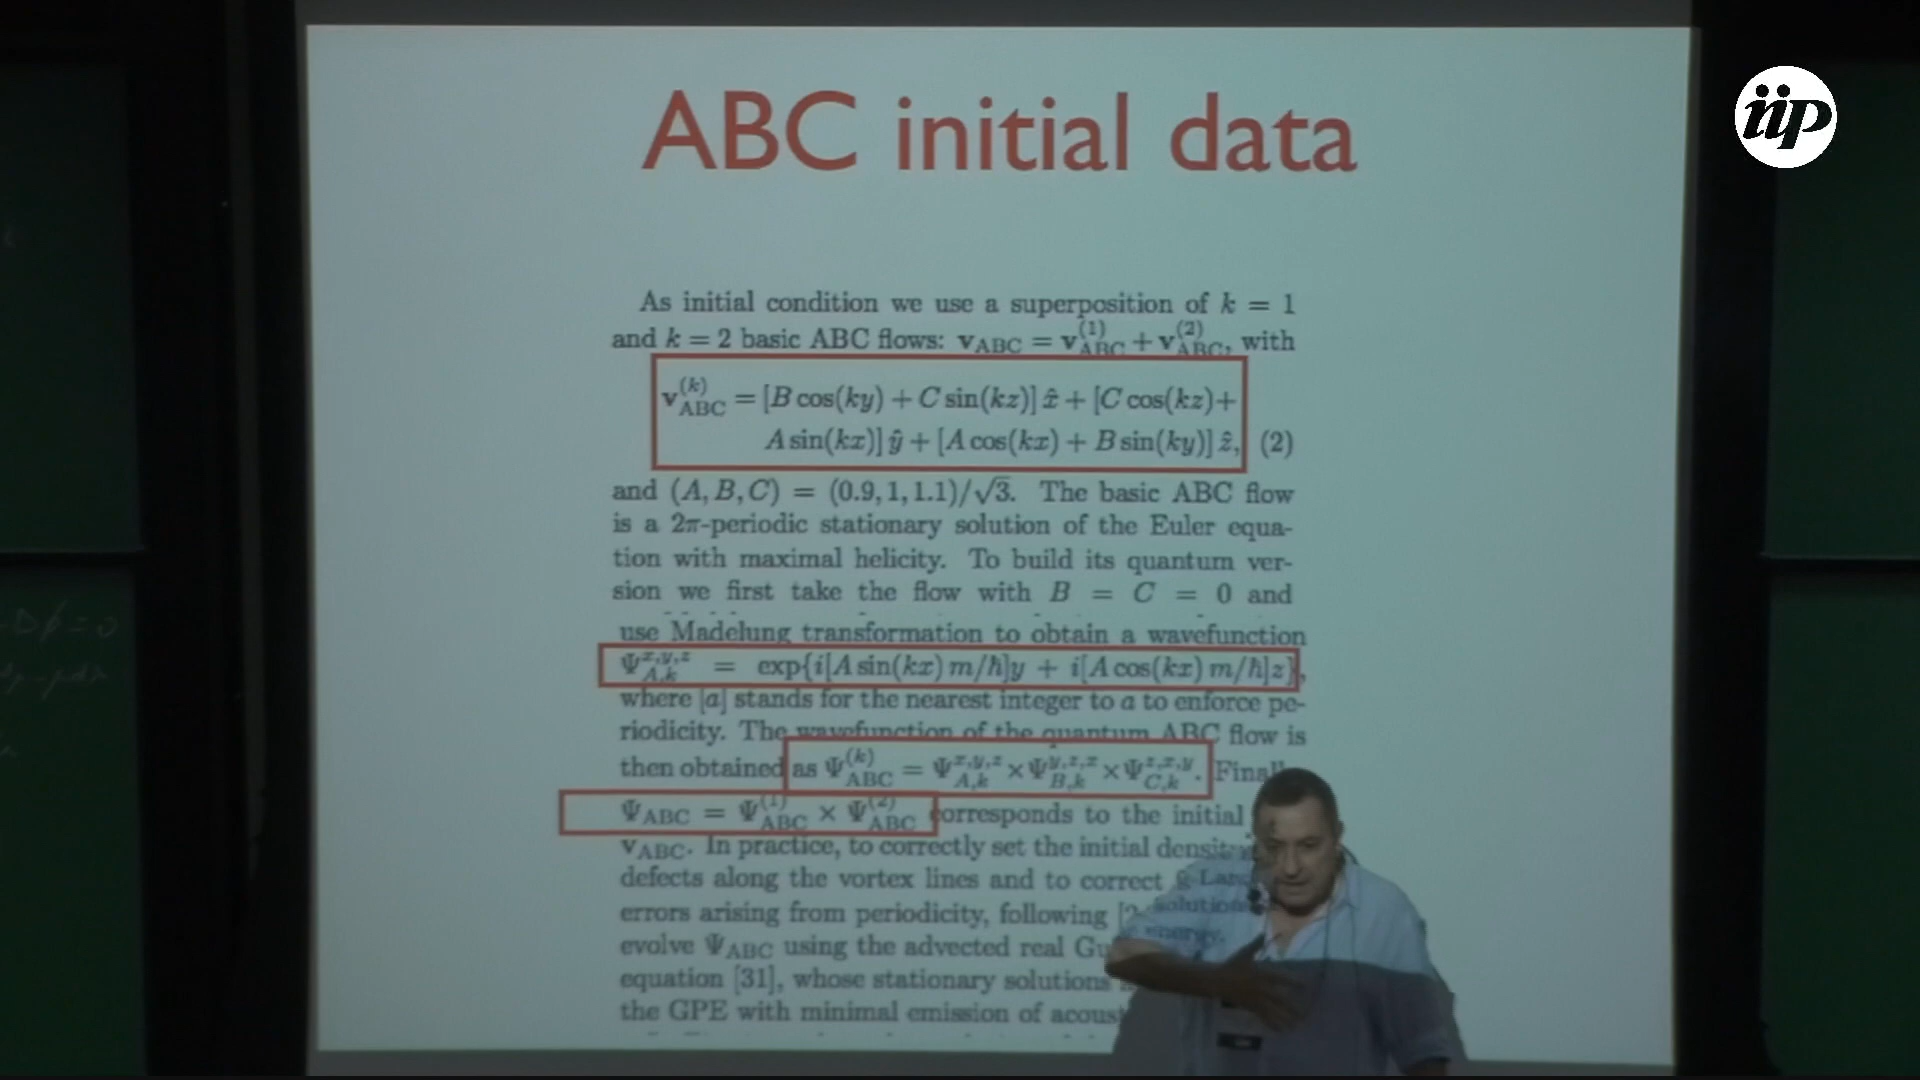 iip
ABC initial data
As initial condition we use a superposition of k = 1
and k = 2 basic ABC flows: v_ABC = v_ABC^(1) + v_ABC^(2), with
v_ABC^(k) = [B cos(ky) + C sin(kz)] x̂ + [C cos(kz)+
A sin(kx)] ŷ + [A cos(kx) + B sin(ky)] ẑ, (2)
and (A, B, C) = (0.9, 1, 1.1)/√3. The basic ABC flow
is a 2π-periodic stationary solution of the Euler equa-
tion with maximal helicity. To build its quantum ver-
sion we first take the flow with B = C = 0 and
use Madelung transformation to obtain a wavefunction
Ψ_{A,k}^{x,y,z} = exp{i[A sin(kx) m/ħ]y + i[A cos(kx) m/ħ]z},
where [a] stands for the nearest integer to a to enforce pe-
riodicity. The wavefunction of the quantum ABC flow is
then obtained as Ψ_ABC^(k) = Ψ_{A,k}^{x,y,z} × Ψ_{B,k}^{y,z,x} × Ψ_{C,k}^{z,x,y}. Final
Ψ_ABC = Ψ_ABC^(1) × Ψ_ABC^(2) corresponds to the initial
v_ABC. In practice, to correctly set the initial density
defects along the vortex lines and to correct
errors arising from periodicity, following [2 solution
evolve Ψ_ABC using the advected real energy.
equation [31], whose stationary solutions
the GPE with minimal emission of acoust